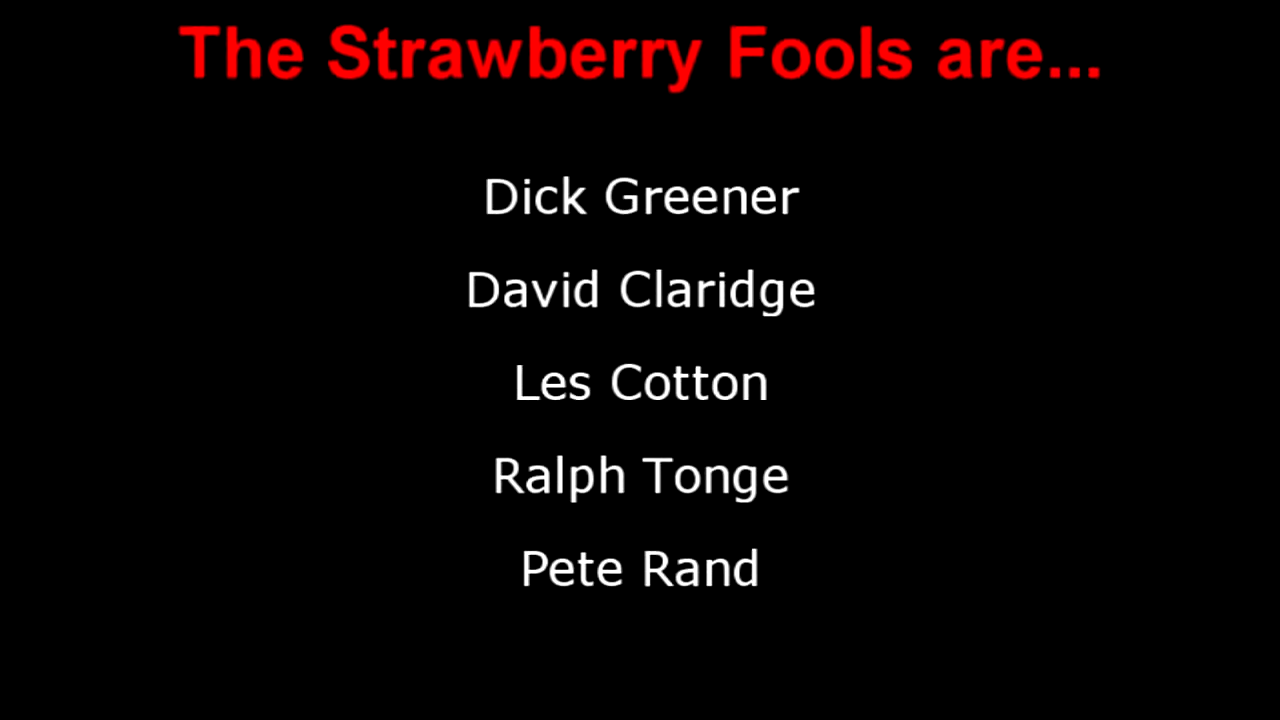 The Strawberry Fools are...
Dick Greener
David Claridge
Les Cotton
Ralph Tonge
Pete Rand